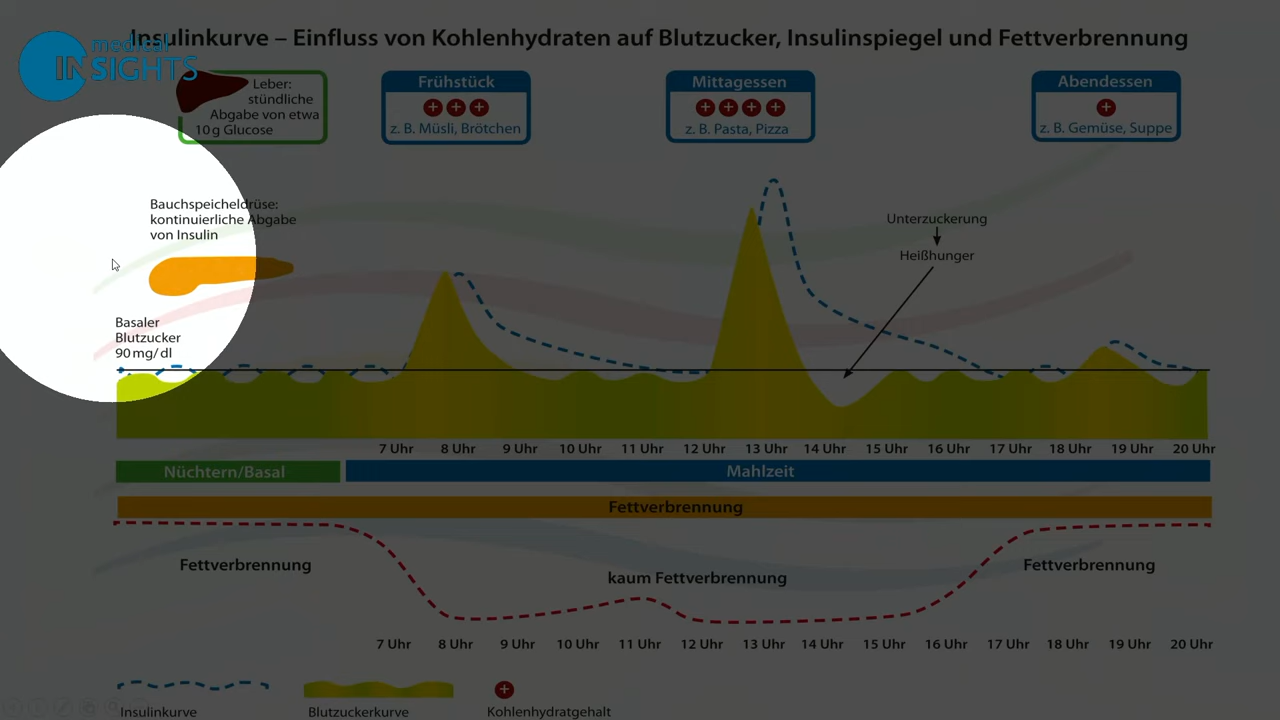 medical
INSIGHTS
Insulinkurve – Einfluss von Kohlenhydraten auf Blutzucker, Insulinspiegel und Fettverbrennung
Leber:
stündliche
Abgabe von etwa
10 g Glucose
Frühstück
z. B. Müsli, Brötchen
Mittagessen
z. B. Pasta, Pizza
Abendessen
z. B. Gemüse, Suppe
Bauchspeicheldrüse:
kontinuierliche Abgabe
von Insulin
Unterzuckerung
Heißhunger
Basaler
Blutzucker
90 mg/dl
7 Uhr 8 Uhr 9 Uhr 10 Uhr 11 Uhr 12 Uhr 13 Uhr 14 Uhr 15 Uhr 16 Uhr 17 Uhr 18 Uhr 19 Uhr 20 Uhr
Nüchtern/Basal Mahlzeit
Fettverbrennung
Fettverbrennung kaum Fettverbrennung Fettverbrennung
7 Uhr 8 Uhr 9 Uhr 10 Uhr 11 Uhr 12 Uhr 13 Uhr 14 Uhr 15 Uhr 16 Uhr 17 Uhr 18 Uhr 19 Uhr 20 Uhr
Insulinkurve Blutzuckerkurve Kohlenhydratgehalt